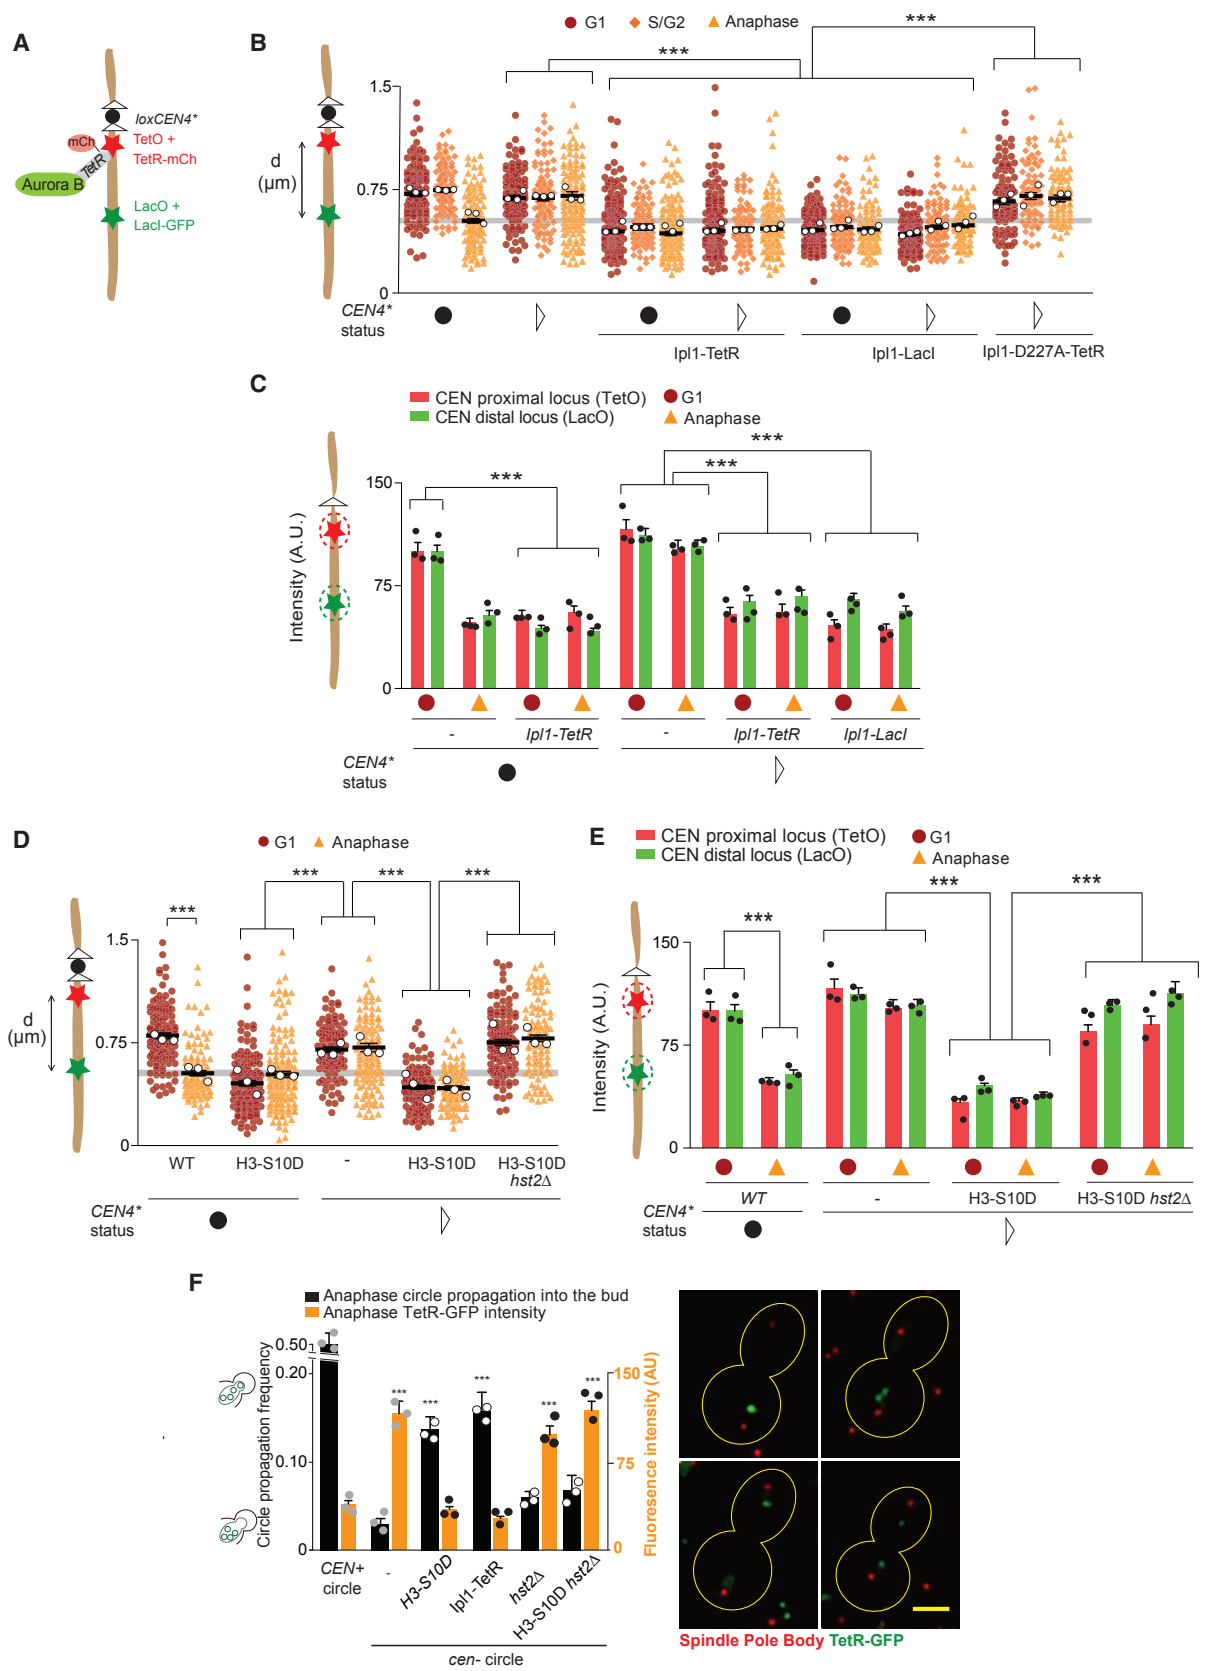 A
loxCEN4*
mCh
TetO +
TetR-mCh
TetR
Aurora B
LacO +
LacI-GFP
B
G1
S/G2
Anaphase
***
***
d
(µm)
1.5
0.75
0
CEN4*
status
Ipl1-TetR
Ipl1-LacI
Ipl1-D227A-TetR
C
CEN proximal locus (TetO)
CEN distal locus (LacO)
G1
Anaphase
***
***
***
Intensity (A.U.)
150
75
0
-
Ipl1-TetR
-
Ipl1-TetR
Ipl1-LacI
CEN4*
status
D
G1
Anaphase
***
***
***
***
d
(µm)
1.5
0.75
0
WT
H3-S10D
-
H3-S10D
H3-S10D
hst2Δ
CEN4*
status
E
CEN proximal locus (TetO)
CEN distal locus (LacO)
G1
Anaphase
***
***
***
Intensity (A.U.)
150
75
0
WT
-
H3-S10D
H3-S10D hst2Δ
CEN4*
status
F
Anaphase circle propagation into the bud
Anaphase TetR-GFP intensity
Circle propagation frequency
0.50
0.20
0.10
0
***
***
***
***
***
150
75
0
Fluoresence intensity (AU)
CEN+
circle
-
H3-S10D
Ipl1-TetR
hst2Δ
H3-S10D hst2Δ
cen- circle
Spindle Pole Body TetR-GFP